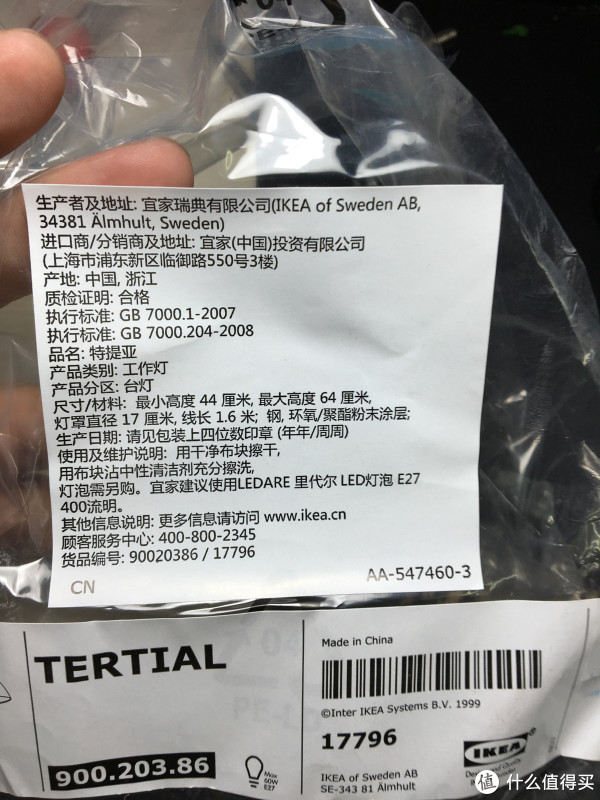 生产者及地址: 宜家瑞典有限公司(IKEA of Sweden AB,
34381 Älmhult, Sweden)
进口商/分销商及地址: 宜家(中国)投资有限公司
(上海市浦东新区临御路550号3楼)
产地: 中国, 浙江
质检证明: 合格
执行标准: GB 7000.1-2007
执行标准: GB 7000.204-2008
品名: 特提亚
产品类别: 工作灯
产品分区: 台灯
尺寸/材料: 最小高度 44 厘米, 最大高度 64 厘米,
灯罩直径 17 厘米, 线长 1.6 米; 钢, 环氧/聚酯粉末涂层;
生产日期: 请见包装上四位数印章 (年年/周周)
使用及维护说明: 用干净布块擦干,
用布块沾中性清洁剂充分擦洗,
灯泡需另购。宜家建议使用LEDARE 里代尔 LED灯泡 E27
400流明。
其他信息说明: 更多信息请访问 www.ikea.cn
顾客服务中心: 400-800-2345
货品编号: 90020386 / 17796
CN
AA-547460-3
TERTIAL
900.203.86
Max
60W
E27
Made in China
©Inter IKEA Systems B.V. 1999
17796
IKEA®
Design and Quality
IKEA of Sweden AB
SE-343 81 Älmhult
值 什么值得买